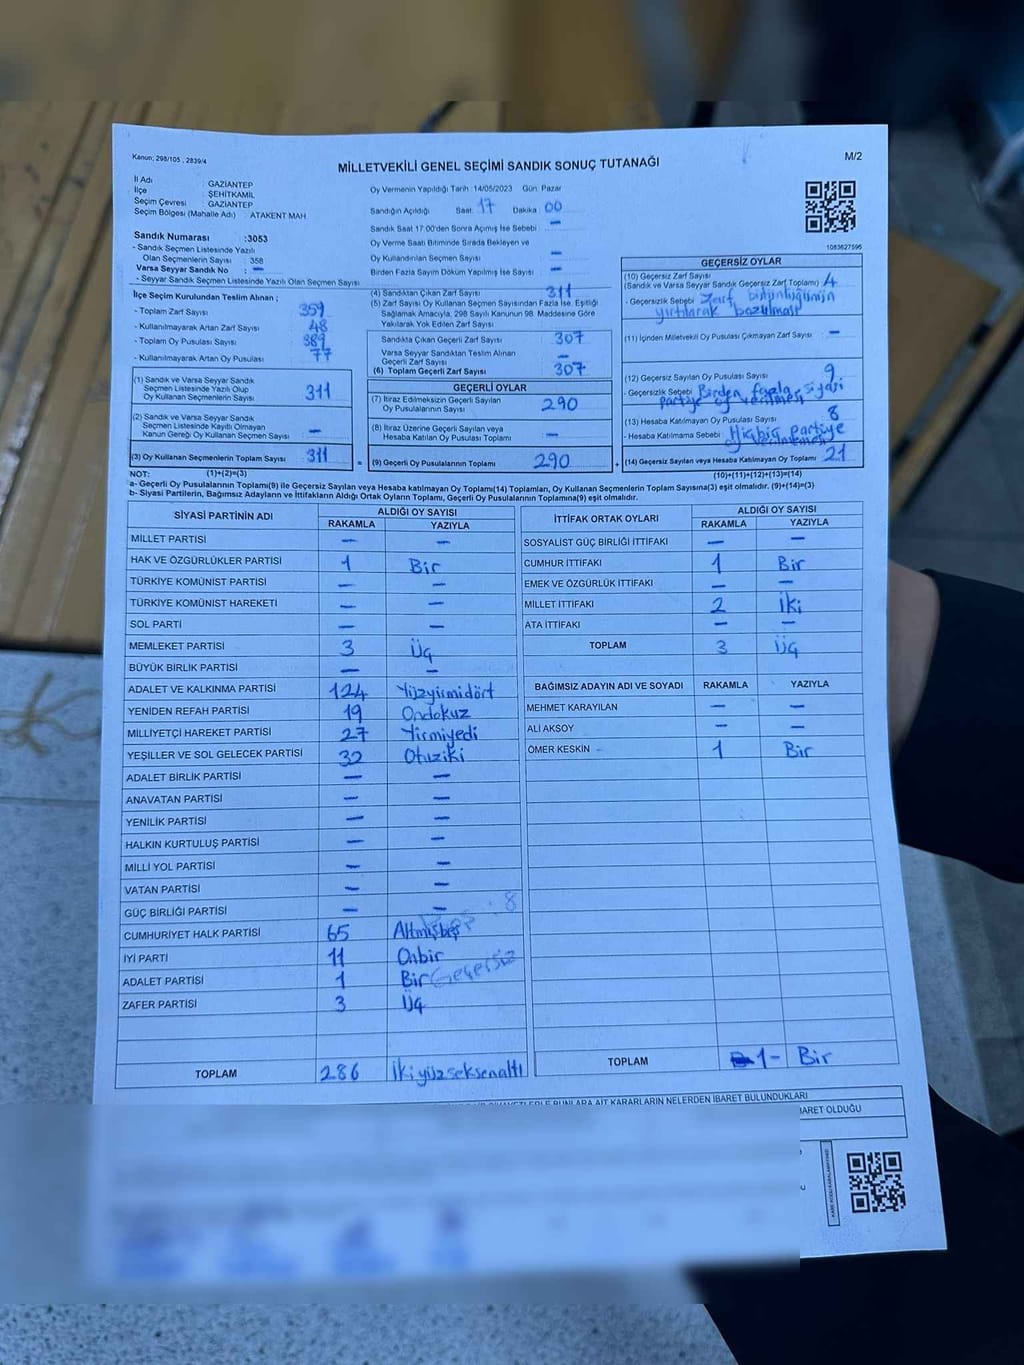 Kanun; 298/105 , 2839/4
MİLLETVEKİLİ GENEL SEÇİMİ SANDIK SONUÇ TUTANAĞI
M/2
İl Adı GAZIANTEP
İlçe ŞEHİTKAMİL
Seçim Çevresi : GAZIANTEP
Seçim Bölgesi (Mahalle Adı) : ATAKENT MAH
Sandık Numarası :3053
- Sandık Seçmen Listesinde Yazılı
Olan Seçmenlerin Sayısı : 358
Varsa Seyyar Sandık No : -
- Seyyar Sandık Seçmen Listesinde Yazılı Olan Seçmen Sayısı
İlçe Seçim Kurulundan Teslim Alınan ;
- Toplam Zarf Sayısı 359
- Kullanılmayarak Artan Zarf Sayısı 48
- Toplam Oy Pusulası Sayısı
- Kullanılmayarak Artan Oy Pusulası 77
(1) Sandık ve Varsa Seyyar Sandık
Seçmen Listesinde Yazılı Olup
Oy Kullanan Seçmenlerin Sayısı 311
(2) Sandık ve Varsa Seyyar Sandık
Seçmen Listesinde Kayıtlı Olmayan
Kanun Gereği Oy Kullanan Seçmen Sayısı -
(3) Oy Kullanan Seçmenlerin Toplam Sayısı 311 =
Oy Vermenin Yapıldığı Tarih :14/05/2023 Gün: Pazar
Sandığın Açıldığı Saat: 17 Dakika : 00
Sandık Saat 17.00'den Sonra Açımış İse Sebebi : -
Oy Verme Saati Bitiminde Sırada Bekleyen ve
Oy Kullandırılan Seçmen Sayısı -
Birden Fazla Sayım Döküm Yapılmış İse Sayısı : -
(4) Sandıktan Çıkan Zarf Sayısı 311
(5) Zarf Sayısı Oy Kullanan Seçmen Sayısından Fazla İse, Eşitliği
Sağlamak Amacıyla, 298 Sayılı Kanunun 98. Maddesine Göre
Yakılarak Yok Edilen Zarf Sayısı
Sandıkta Çıkan Geçerli Zarf Sayısı 307
Varsa Seyyar Sandıktan Teslim Alınan
Geçerli Zarf Sayısı -
(6) Toplam Geçerli Zarf Sayısı 307
GEÇERLİ OYLAR
(7) İtiraz Edilmeksizin Geçerli Sayılan
Oy Pusulasının Sayısı 290
(8) İtiraz Üzerine Geçerli Sayılan ve
Hesaba Katılan Oy Pusulası Toplamı -
(9) Geçerli Oy Pusulalarının Toplamı 290 +
1083627595
GEÇERSİZ OYLAR
(10) Geçersiz Zarf Sayısı
(Sandık ve Varsa Seyyar Sandık Geçersiz Zarf Toplamı) 4
- Geçersizlik Sebebi : Zarf bütünlüğünün
yırtılarak bozulması
(11) İçinden Milletvekili Oy Pusulası Çıkmayan Zarf Sayısı -
(12) Geçersiz Sayılan Oy Pusulası Sayısı 9
- Geçersizlik Sebebi : Birden fazla siyasi
partiye oy verilmesi
(13) Hesaba Katılmayan Oy Pusulası Sayısı 8
- Hesaba Katılmama Sebebi : Hiçbir partiye
verilmemesi
(14) Geçersiz Sayılan veya Hesaba Katılmayan Oy Toplamı 21
NOT: (1)+(2)=(3) (10)+(11)+(12)+(13)=(14)
a- Geçerli Oy Pusulalarının Toplamı(9) ile Geçersiz Sayılan veya Hesaba katılmayan Oy Pusulası Toplamı(14) Toplamları, Oy Kullanan Seçmenlerin Toplam Sayısına(3) eşit olmalıdır. (9)+(14)=(3)
b- Siyasi Partilerin, Bağımsız Adayların ve İttifakların Aldığı Ortak Oyların Toplamı, Geçerli Oy Pusulalarının Toplamına(9) eşit olmalıdır.
SİYASİ PARTİNİN ADI ALDIĞI OY SAYISI
RAKAMLA YAZIYLA
MİLLET PARTİSİ - -
HAK VE ÖZGÜRLÜKLER PARTİSİ 1 Bir
TÜRKİYE KOMÜNİST PARTİSİ - -
TÜRKİYE KOMÜNİST HAREKETİ - -
SOL PARTİ - -
MEMLEKET PARTİSİ 3 Üç
BÜYÜK BİRLİK PARTİSİ - -
ADALET VE KALKINMA PARTİSİ 124 Yüzyirmidört
YENİDEN REFAH PARTİSİ 19 Ondokuz
MİLLİYETÇİ HAREKET PARTİSİ 27 Yirmiyedi
YEŞİLLER VE SOL GELECEK PARTİSİ 32 Otuziki
ADALET BİRLİK PARTİSİ - -
ANAVATAN PARTİSİ - -
YENİLİK PARTİSİ - -
HALKIN KURTULUŞ PARTİSİ - -
MİLLİ YOL PARTİSİ - -
VATAN PARTİSİ - -
GÜÇ BİRLİĞİ PARTİSİ - -
: 8
CUMHURİYET HALK PARTİSİ 65 Altmışbeş
İYİ PARTİ 11 Onbir
ADALET PARTİSİ 1 Bir Geçersiz
ZAFER PARTİSİ 3 Üç
TOPLAM 286 İkiyüzseksenaltı
İTTİFAK ORTAK OYLARI ALDIĞI OY SAYISI
RAKAMLA YAZIYLA
SOSYALİST GÜÇ BİRLİĞİ İTTİFAKI - -
CUMHUR İTTİFAKI 1 Bir
EMEK VE ÖZGÜRLÜK İTTİFAKI - -
MİLLET İTTİFAKI 2 İki
ATA İTTİFAKI - -
TOPLAM 3 Üç
BAĞIMSIZ ADAYIN ADI VE SOYADI RAKAMLA YAZIYLA
MEHMET KARAYILAN - -
ALİ AKSOY - -
ÖMER KESKİN 1 Bir
TOPLAM 1- Bir
BUNLARA AİT KARARLARIN NELERDEN İBARET BULUNDUKLARI
BARET OLDUĞU